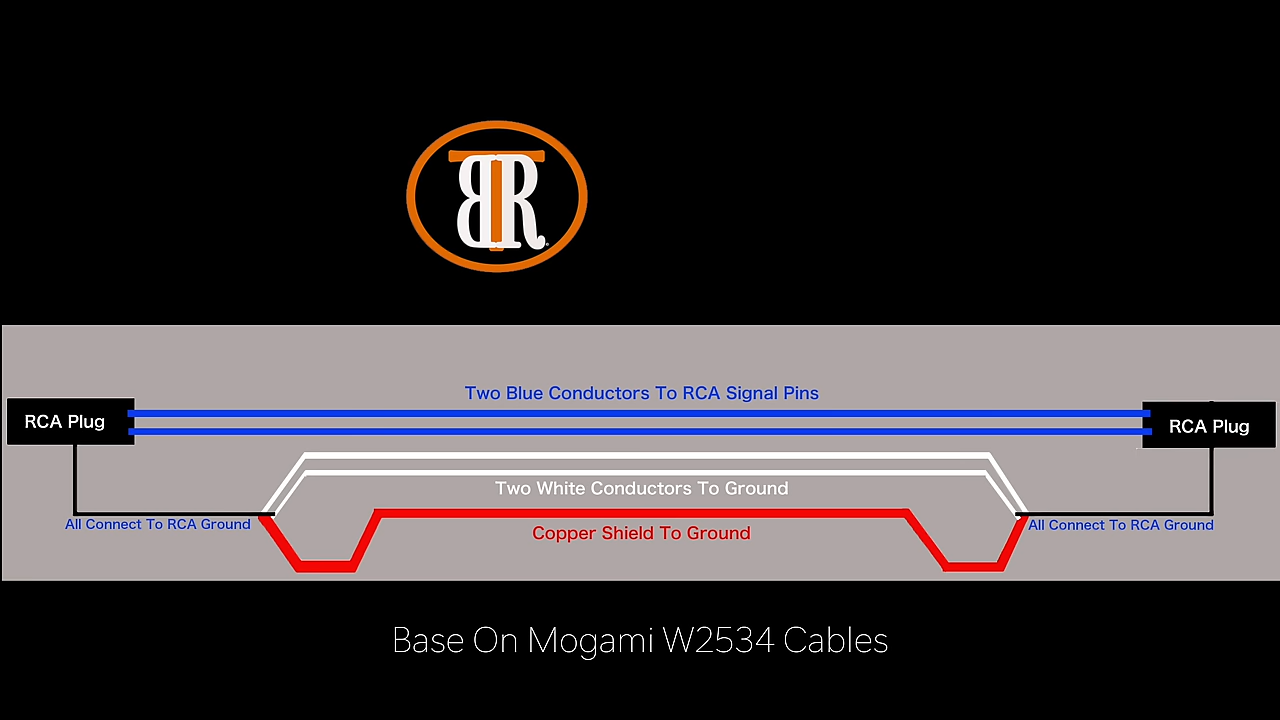 BTR
Two Blue Conductors To RCA Signal Pins
RCA Plug
RCA Plug
Two White Conductors To Ground
All Connect To RCA Ground
All Connect To RCA Ground
Copper Shield To Ground
Base On Mogami W2534 Cables